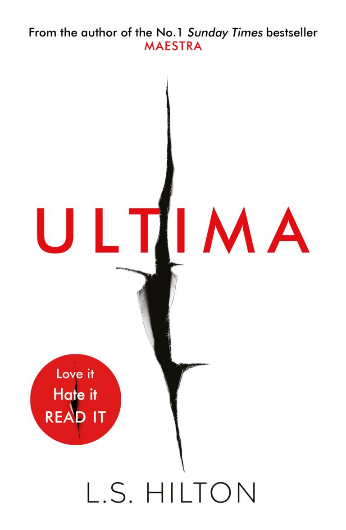 From the author of the No.1 Sunday Times bestseller
MAESTRA
ULTIMA
Love it
Hate it
READ IT
L.S. HILTON